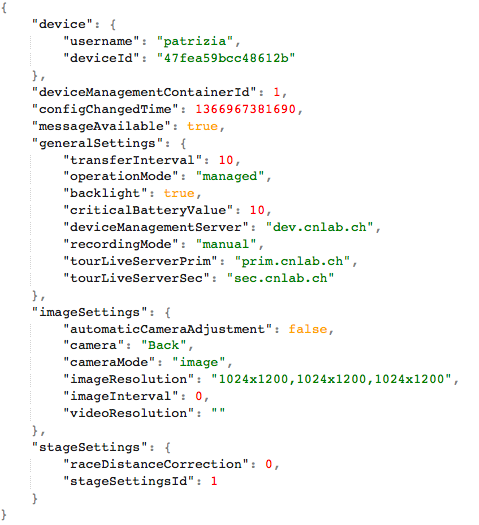 {
    "device": {
        "username": "patrizia",
        "deviceId": "47fea59bcc48612b"
    },
    "deviceManagementContainerId": 1,
    "configChangedTime": 1366967381690,
    "messageAvailable": true,
    "generalSettings": {
        "transferInterval": 10,
        "operationMode": "managed",
        "backlight": true,
        "criticalBatteryValue": 10,
        "deviceManagementServer": "dev.cnlab.ch",
        "recordingMode": "manual",
        "tourLiveServerPrim": "prim.cnlab.ch",
        "tourLiveServerSec": "sec.cnlab.ch"
    },
    "imageSettings": {
        "automaticCameraAdjustment": false,
        "camera": "Back",
        "cameraMode": "image",
        "imageResolution": "1024x1200,1024x1200,1024x1200",
        "imageInterval": 0,
        "videoResolution": ""
    },
    "stageSettings": {
        "raceDistanceCorrection": 0,
        "stageSettingsId": 1
    }
}